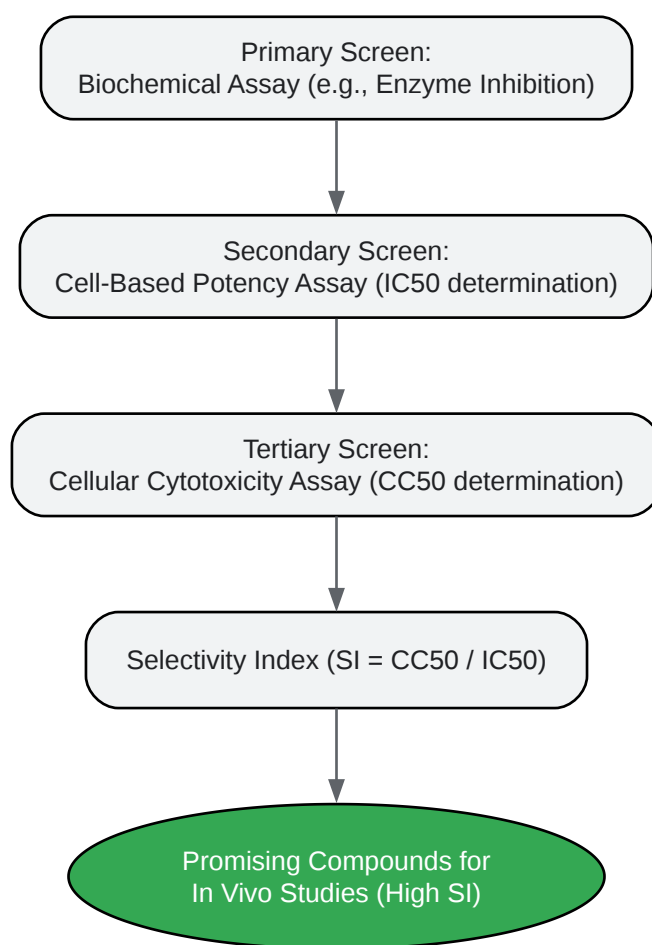 Primary Screen:
Biochemical Assay (e.g., Enzyme Inhibition)
Secondary Screen:
Cell-Based Potency Assay (IC50 determination)
Tertiary Screen:
Cellular Cytotoxicity Assay (CC50 determination)
Selectivity Index (SI = CC50 / IC50)
Promising Compounds for
In Vivo Studies (High SI)